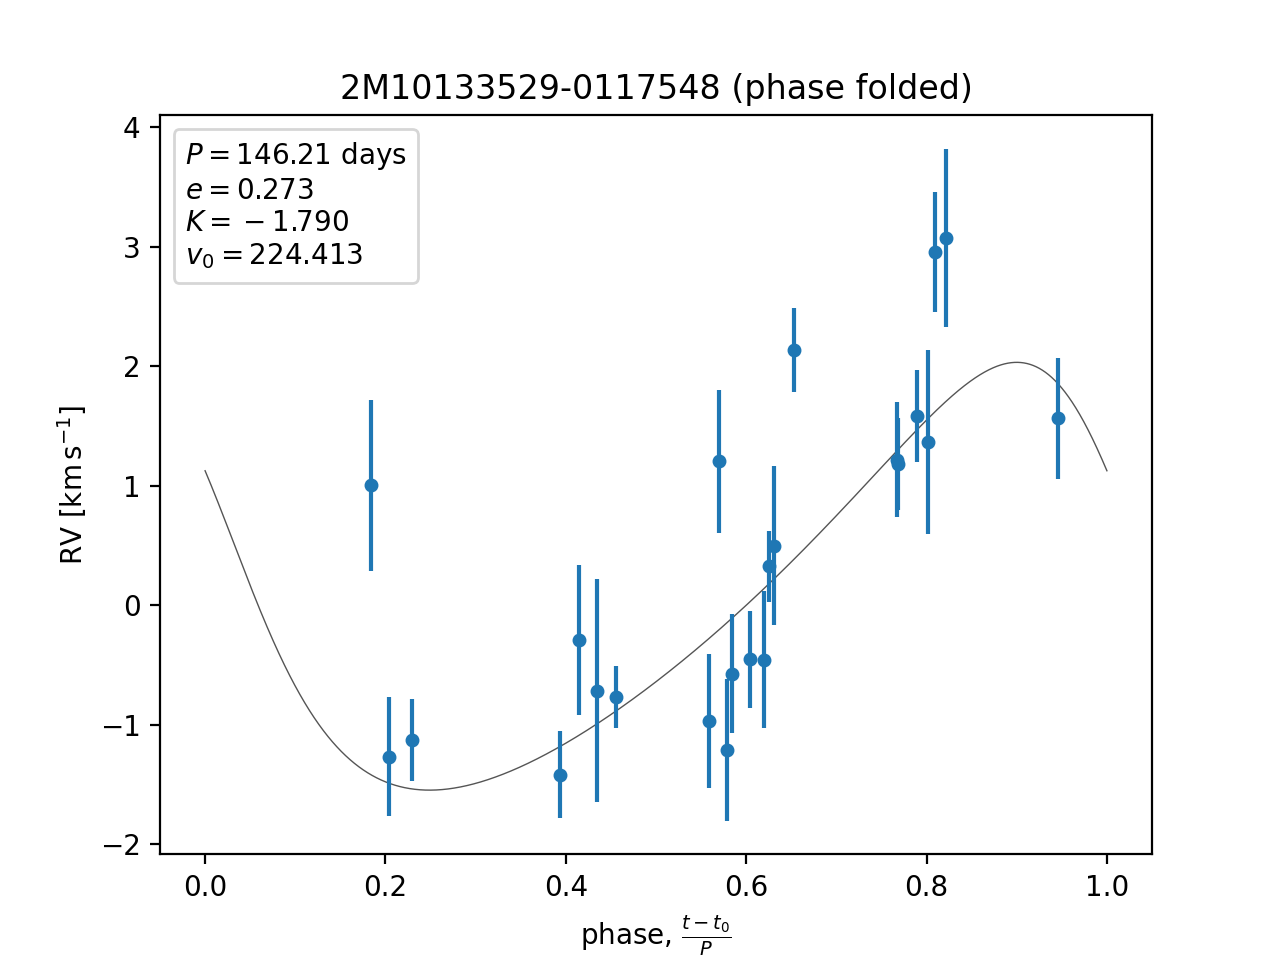 2M10133529-0117548 (phase folded)
P = 146.21 days
e = 0.273
K = −1.790
v₀ = 224.413
4
3
2
1
0
−1
−2
RV [km s⁻¹]
0.0 0.2 0.4 0.6 0.8 1.0
phase, (t − t₀)/P